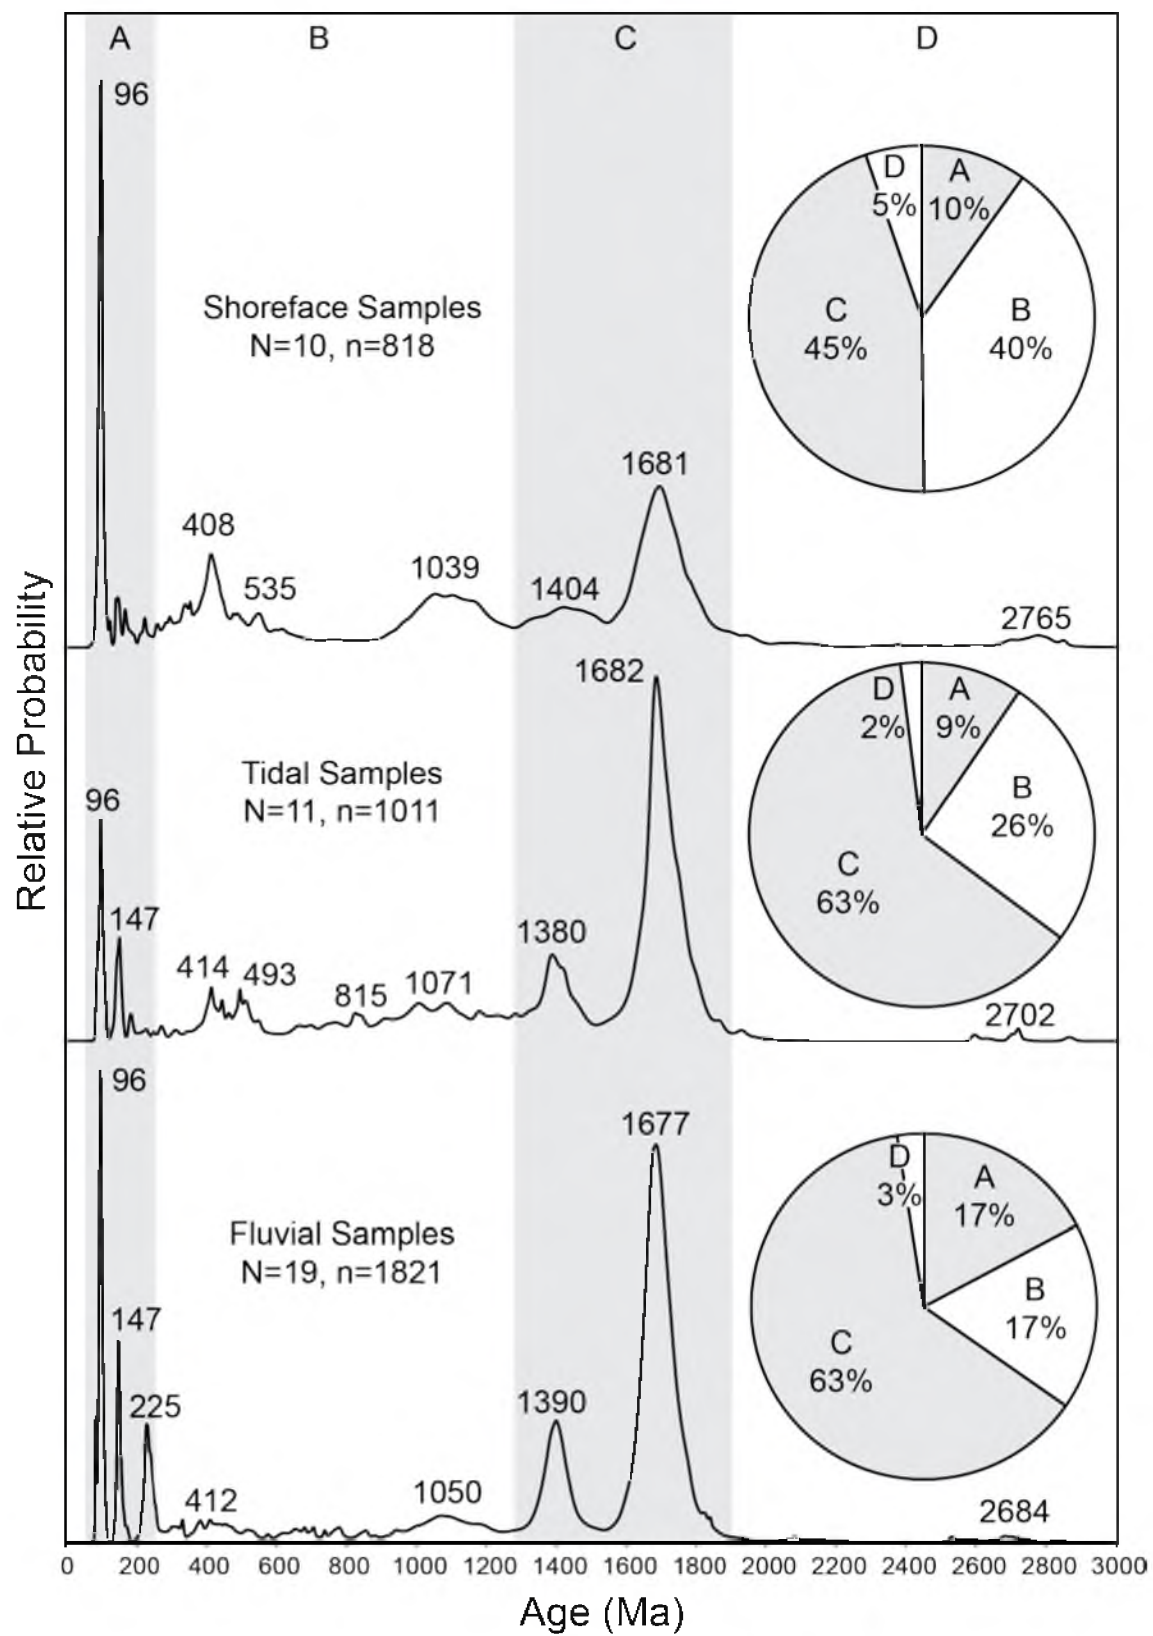 A
B
C
D
96
Shoreface Samples
N=10, n=818
408
535
1039
1404
1681
2765
D
5%
A
10%
C
45%
B
40%
Relative Probability
96
147
Tidal Samples
N=11, n=1011
414
493
815
1071
1380
1682
2702
D
2%
A
9%
B
26%
C
63%
96
147
225
Fluvial Samples
N=19, n=1821
412
1050
1390
1677
2684
D
3%
A
17%
B
17%
C
63%
0 200 400 600 800 1000 1200 1400 1600 1800 2000 2200 2400 2600 2800 3000
Age (Ma)